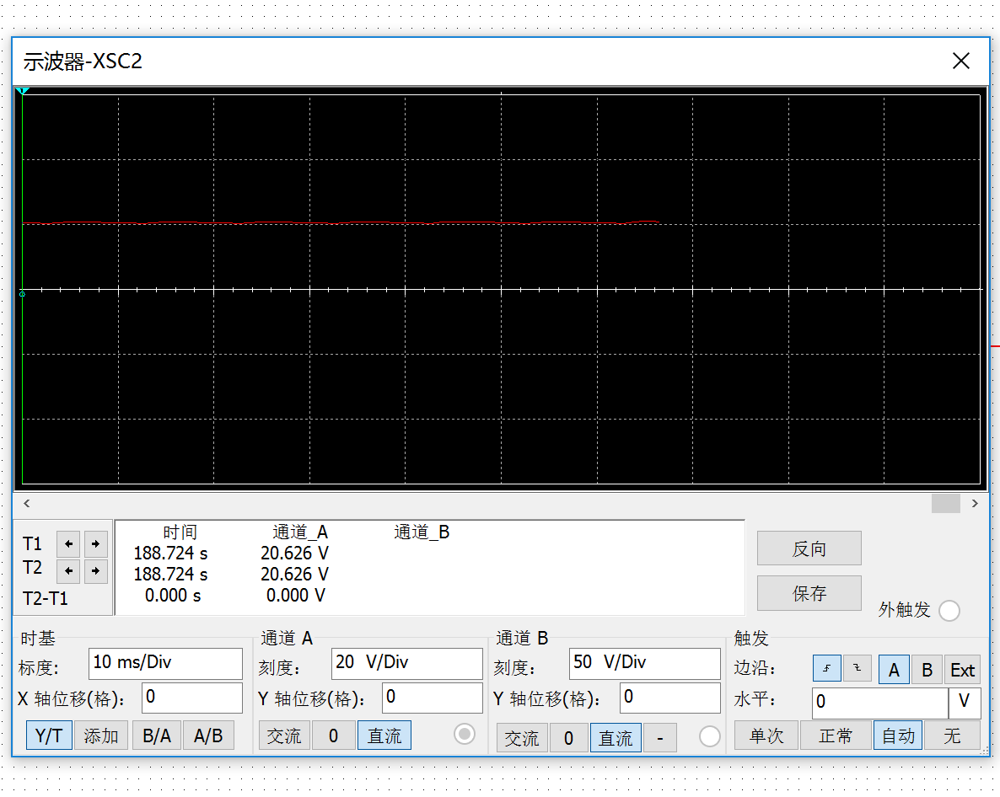 示波器-XSC2
1
时间 通道_A 通道_B
T1 188.724 s 20.626 V
T2 188.724 s 20.626 V
T2-T1 0.000 s 0.000 V
反向
保存
外触发
时基
标度: 10 ms/Div
X 轴位移(格): 0
Y/T 添加 B/A A/B
通道 A
刻度: 20 V/Div
Y 轴位移(格): 0
交流 0 直流
通道 B
刻度: 50 V/Div
Y 轴位移(格): 0
交流 0 直流 -
触发
边沿: A B Ext
水平: 0 V
单次 正常 自动 无